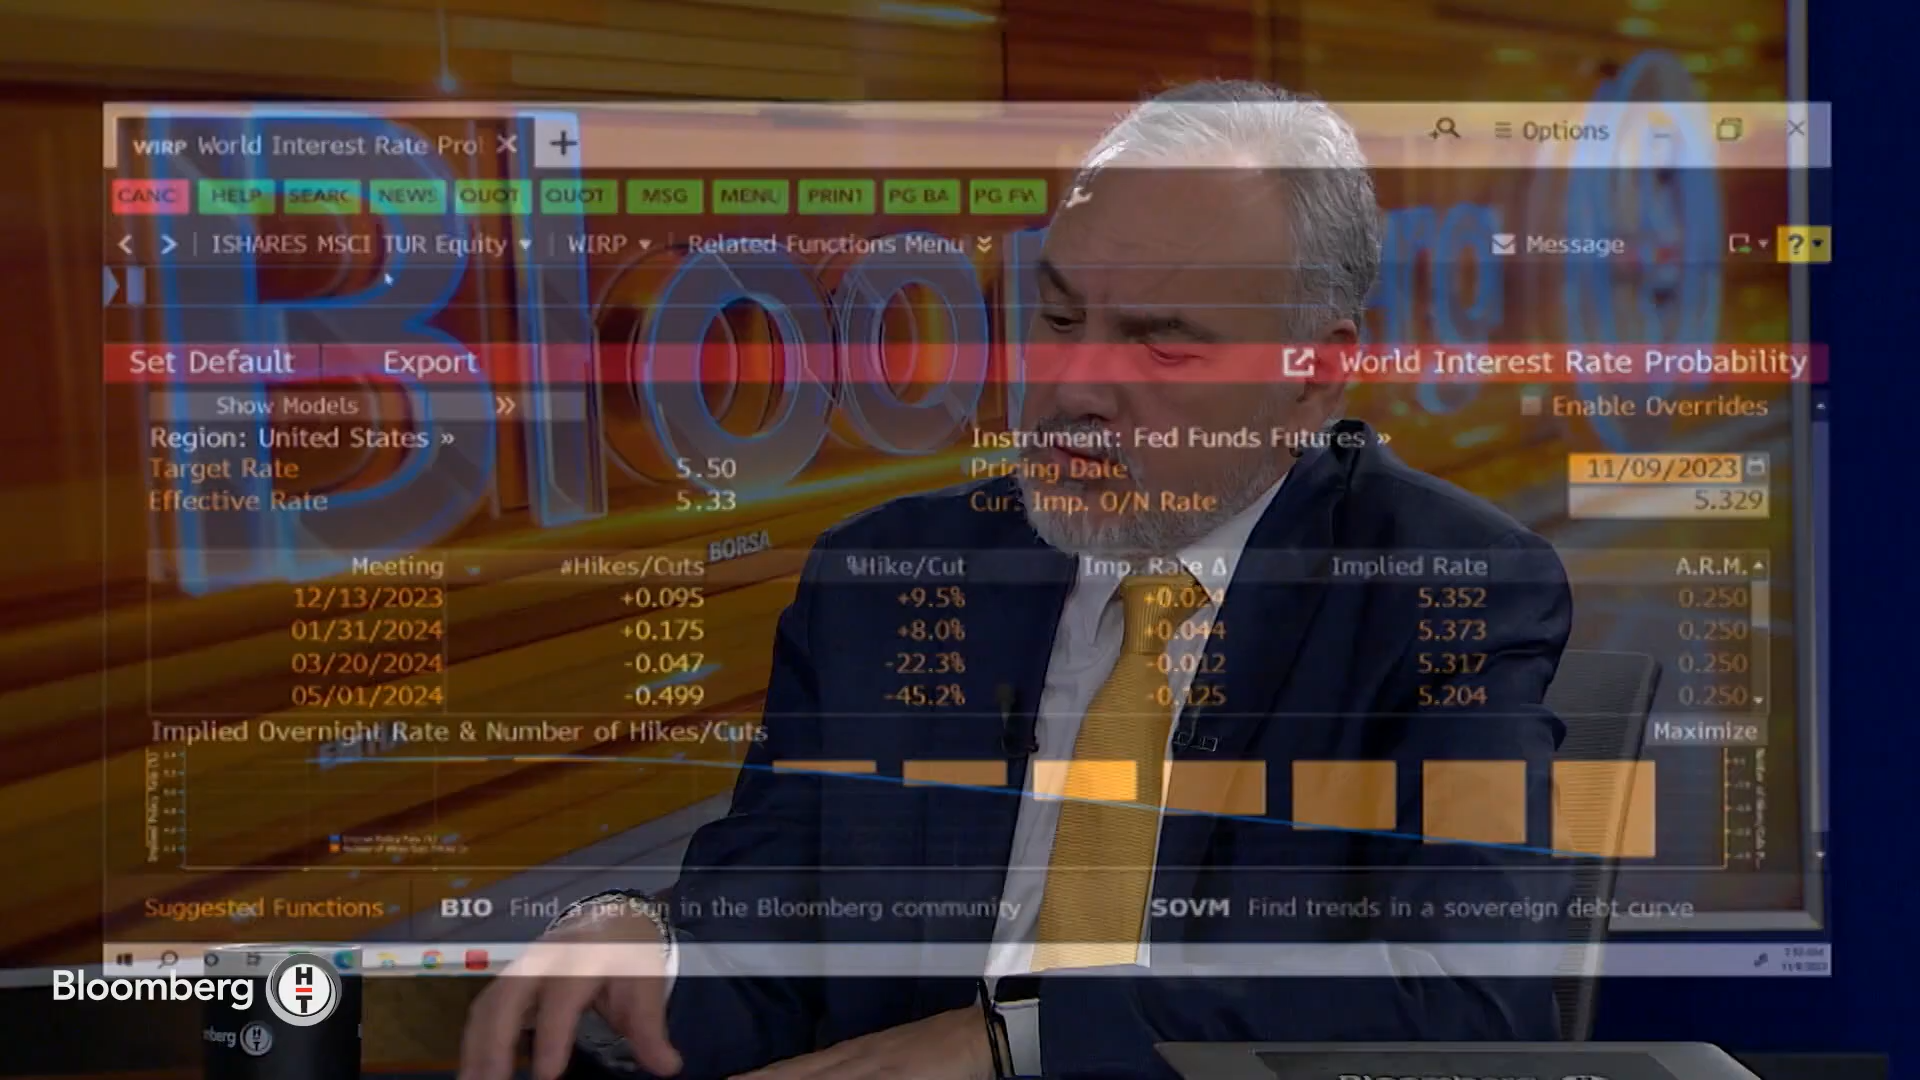 WIRP World Interest Rate Pro
Options
CANC HELP SEARC NEWS QUOT QUOT MSG MENU PRINT PG BA PG FW
ISHARES MSCI TUR Equity WIRP Related Functions Menu Message ?
Set Default Export World Interest Rate Probability
Show Models Enable Overrides
Region: United States » Instrument: Fed Funds Futures »
Target Rate 5.50 Pricing Date 11/09/2023
Effective Rate 5.33 Cur. Imp. O/N Rate 5.329
BORSA
Meeting #Hikes/Cuts %Hike/Cut Imp. Rate Δ Implied Rate A.R.M.
12/13/2023 +0.095 +9.5% +0.024 5.352 0.250
01/31/2024 +0.175 +8.0% +0.044 5.373 0.250
03/20/2024 -0.047 -22.3% -0.012 5.317 0.250
05/01/2024 -0.499 -45.2% -0.125 5.204 0.250
Implied Overnight Rate & Number of Hikes/Cuts Maximize
Suggested Functions BIO Find a person in the Bloomberg community SOVM Find trends in a sovereign debt curve
Bloomberg HT